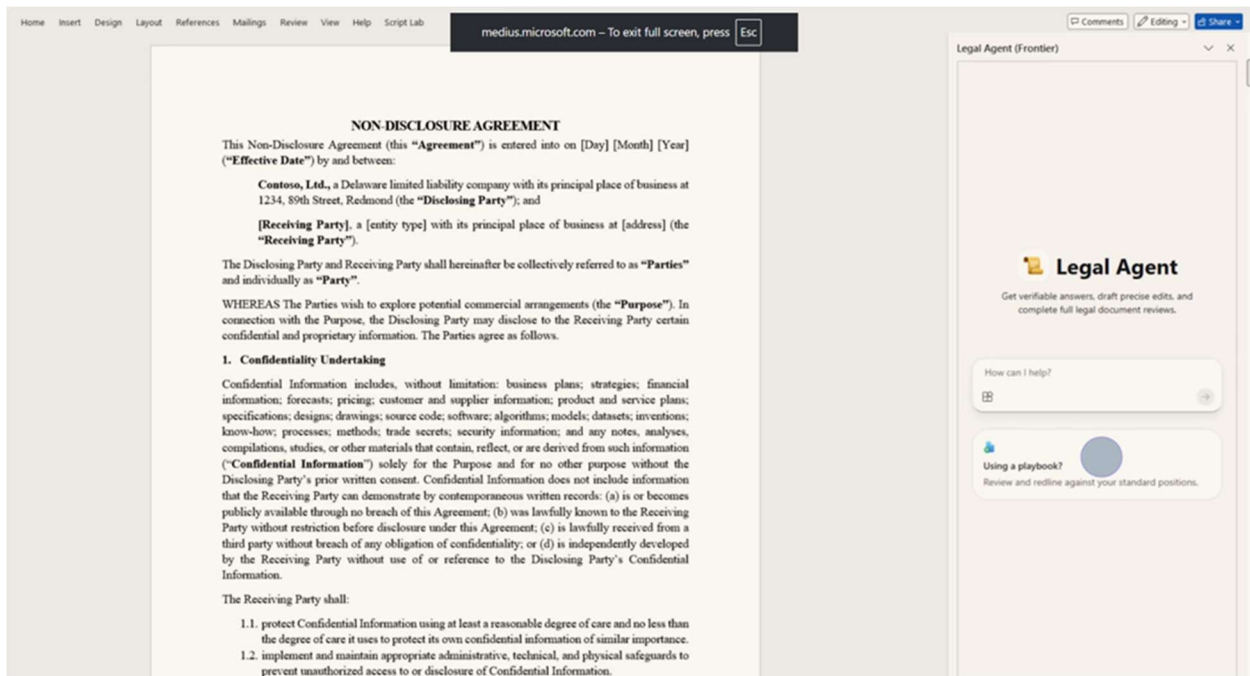 Home Insert Design Layout References Mailings Review View Help Script Lab
medius.microsoft.com – To exit full screen, press Esc
Comments Editing Share
NON-DISCLOSURE AGREEMENT
This Non-Disclosure Agreement (this “Agreement”) is entered into on [Day] [Month] [Year]
(“Effective Date”) by and between:
Contoso, Ltd., a Delaware limited liability company with its principal place of business at
1234, 89th Street, Redmond (the “Disclosing Party”); and
[Receiving Party], a [entity type] with its principal place of business at [address] (the
“Receiving Party”).
The Disclosing Party and Receiving Party shall hereinafter be collectively referred to as “Parties”
and individually as “Party”.
WHEREAS The Parties wish to explore potential commercial arrangements (the “Purpose”). In
connection with the Purpose, the Disclosing Party may disclose to the Receiving Party certain
confidential and proprietary information. The Parties agree as follows.
1. Confidentiality Undertaking
Confidential Information includes, without limitation: business plans; strategies; financial
information; forecasts; pricing; customer and supplier information; product and service plans;
specifications; designs; drawings; source code; software; algorithms; models; datasets; inventions;
know-how; processes; methods; trade secrets; security information; and any notes, analyses,
compilations, studies, or other materials that contain, reflect, or are derived from such information
(“Confidential Information”) solely for the Purpose and for no other purpose without the
Disclosing Party’s prior written consent. Confidential Information does not include information
that the Receiving Party can demonstrate by contemporaneous written records: (a) is or becomes
publicly available through no breach of this Agreement; (b) was lawfully known to the Receiving
Party without restriction before disclosure under this Agreement; (c) is lawfully received from a
third party without breach of any obligation of confidentiality; or (d) is independently developed
by the Receiving Party without use of or reference to the Disclosing Party’s Confidential
Information.
The Receiving Party shall:
1.1. protect Confidential Information using at least a reasonable degree of care and no less than
the degree of care it uses to protect its own confidential information of similar importance.
1.2. implement and maintain appropriate administrative, technical, and physical safeguards to
prevent unauthorized access to or disclosure of Confidential Information.
Legal Agent (Frontier)
Legal Agent
Get verifiable answers, draft precise edits, and
complete full legal document reviews.
How can I help?
Using a playbook?
Review and redline against your standard positions.